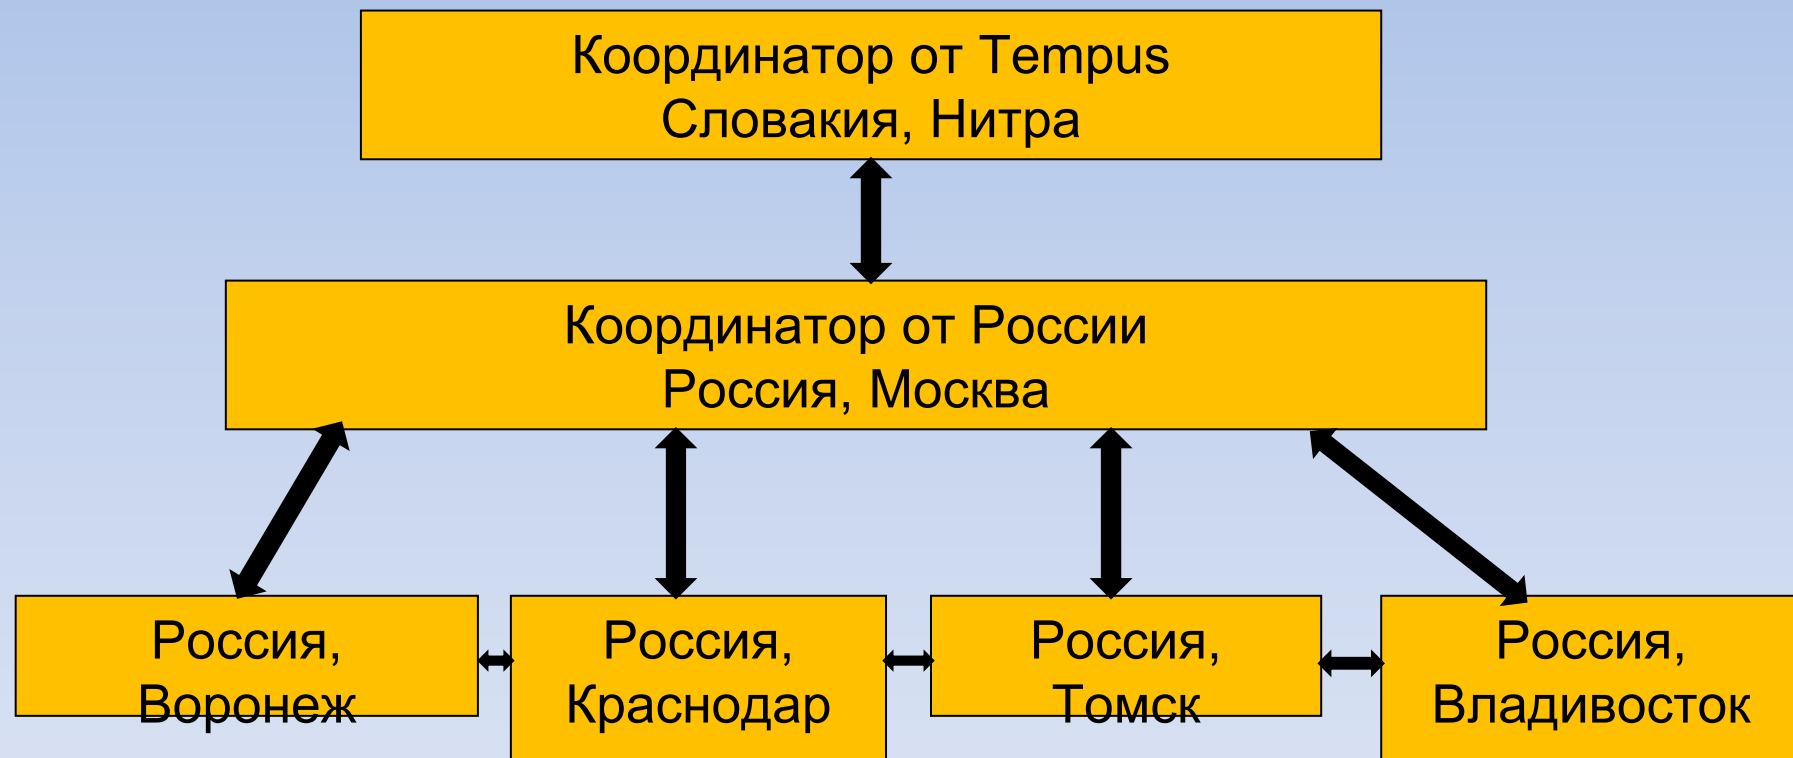 Координатор от Tempus
Словакия, Нитра
Координатор от России
Россия, Москва
Россия,
Воронеж
Россия,
Краснодар
Россия,
Томск
Россия,
Владивосток